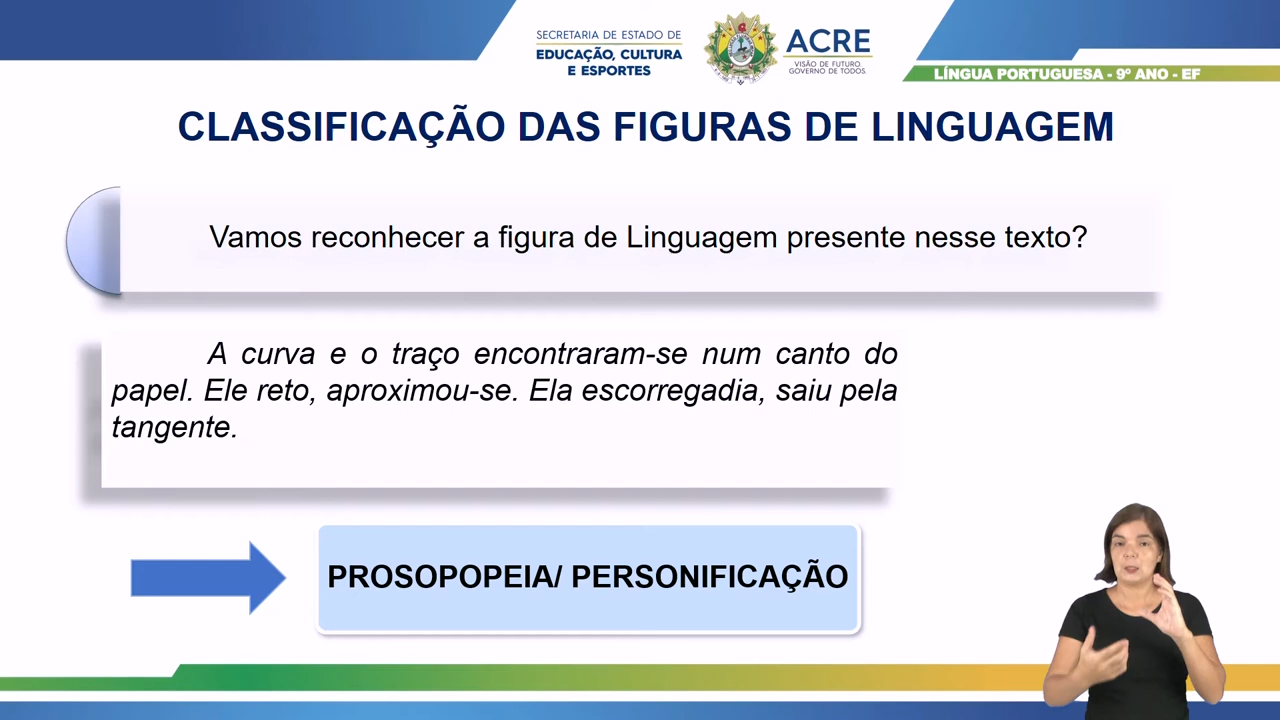 SECRETARIA DE ESTADO DE
EDUCAÇÃO, CULTURA
E ESPORTES
ACRE
VISÃO DE FUTURO,
GOVERNO DE TODOS.
LÍNGUA PORTUGUESA - 9º ANO - EF
CLASSIFICAÇÃO DAS FIGURAS DE LINGUAGEM
Vamos reconhecer a figura de Linguagem presente nesse texto?
A curva e o traço encontraram-se num canto do
papel. Ele reto, aproximou-se. Ela escorregadia, saiu pela
tangente.
PROSOPOPEIA/ PERSONIFICAÇÃO